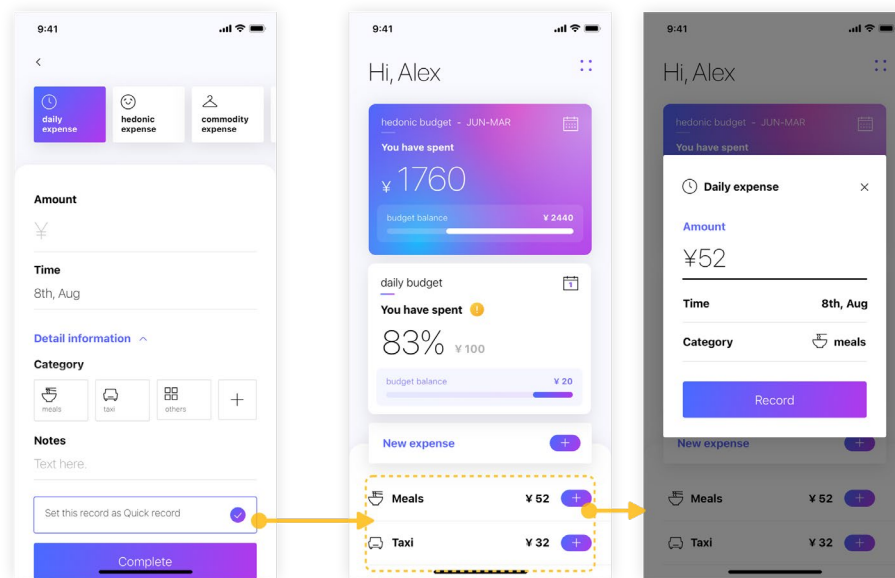 9:41
daily
expense
hedonic
expense
commodity
expense
Amount
¥
Time
8th, Aug
Detail information
Category
meals
taxi
others
Notes
Text here.
Set this record as Quick record
Complete
9:41
Hi, Alex
hedonic budget - JUN-MAR
You have spent
¥ 1760
budget balance ¥ 2440
daily budget
1
You have spent !
83% ¥ 100
budget balance ¥ 20
New expense +
Meals ¥ 52 +
Taxi ¥ 32 +
9:41
Hi, Alex
hedonic budget - JUN-MAR
You have spent
Daily expense
Amount
¥52
Time 8th, Aug
Category meals
Record
New expense +
Meals ¥ 52 +
Taxi ¥ 32 +